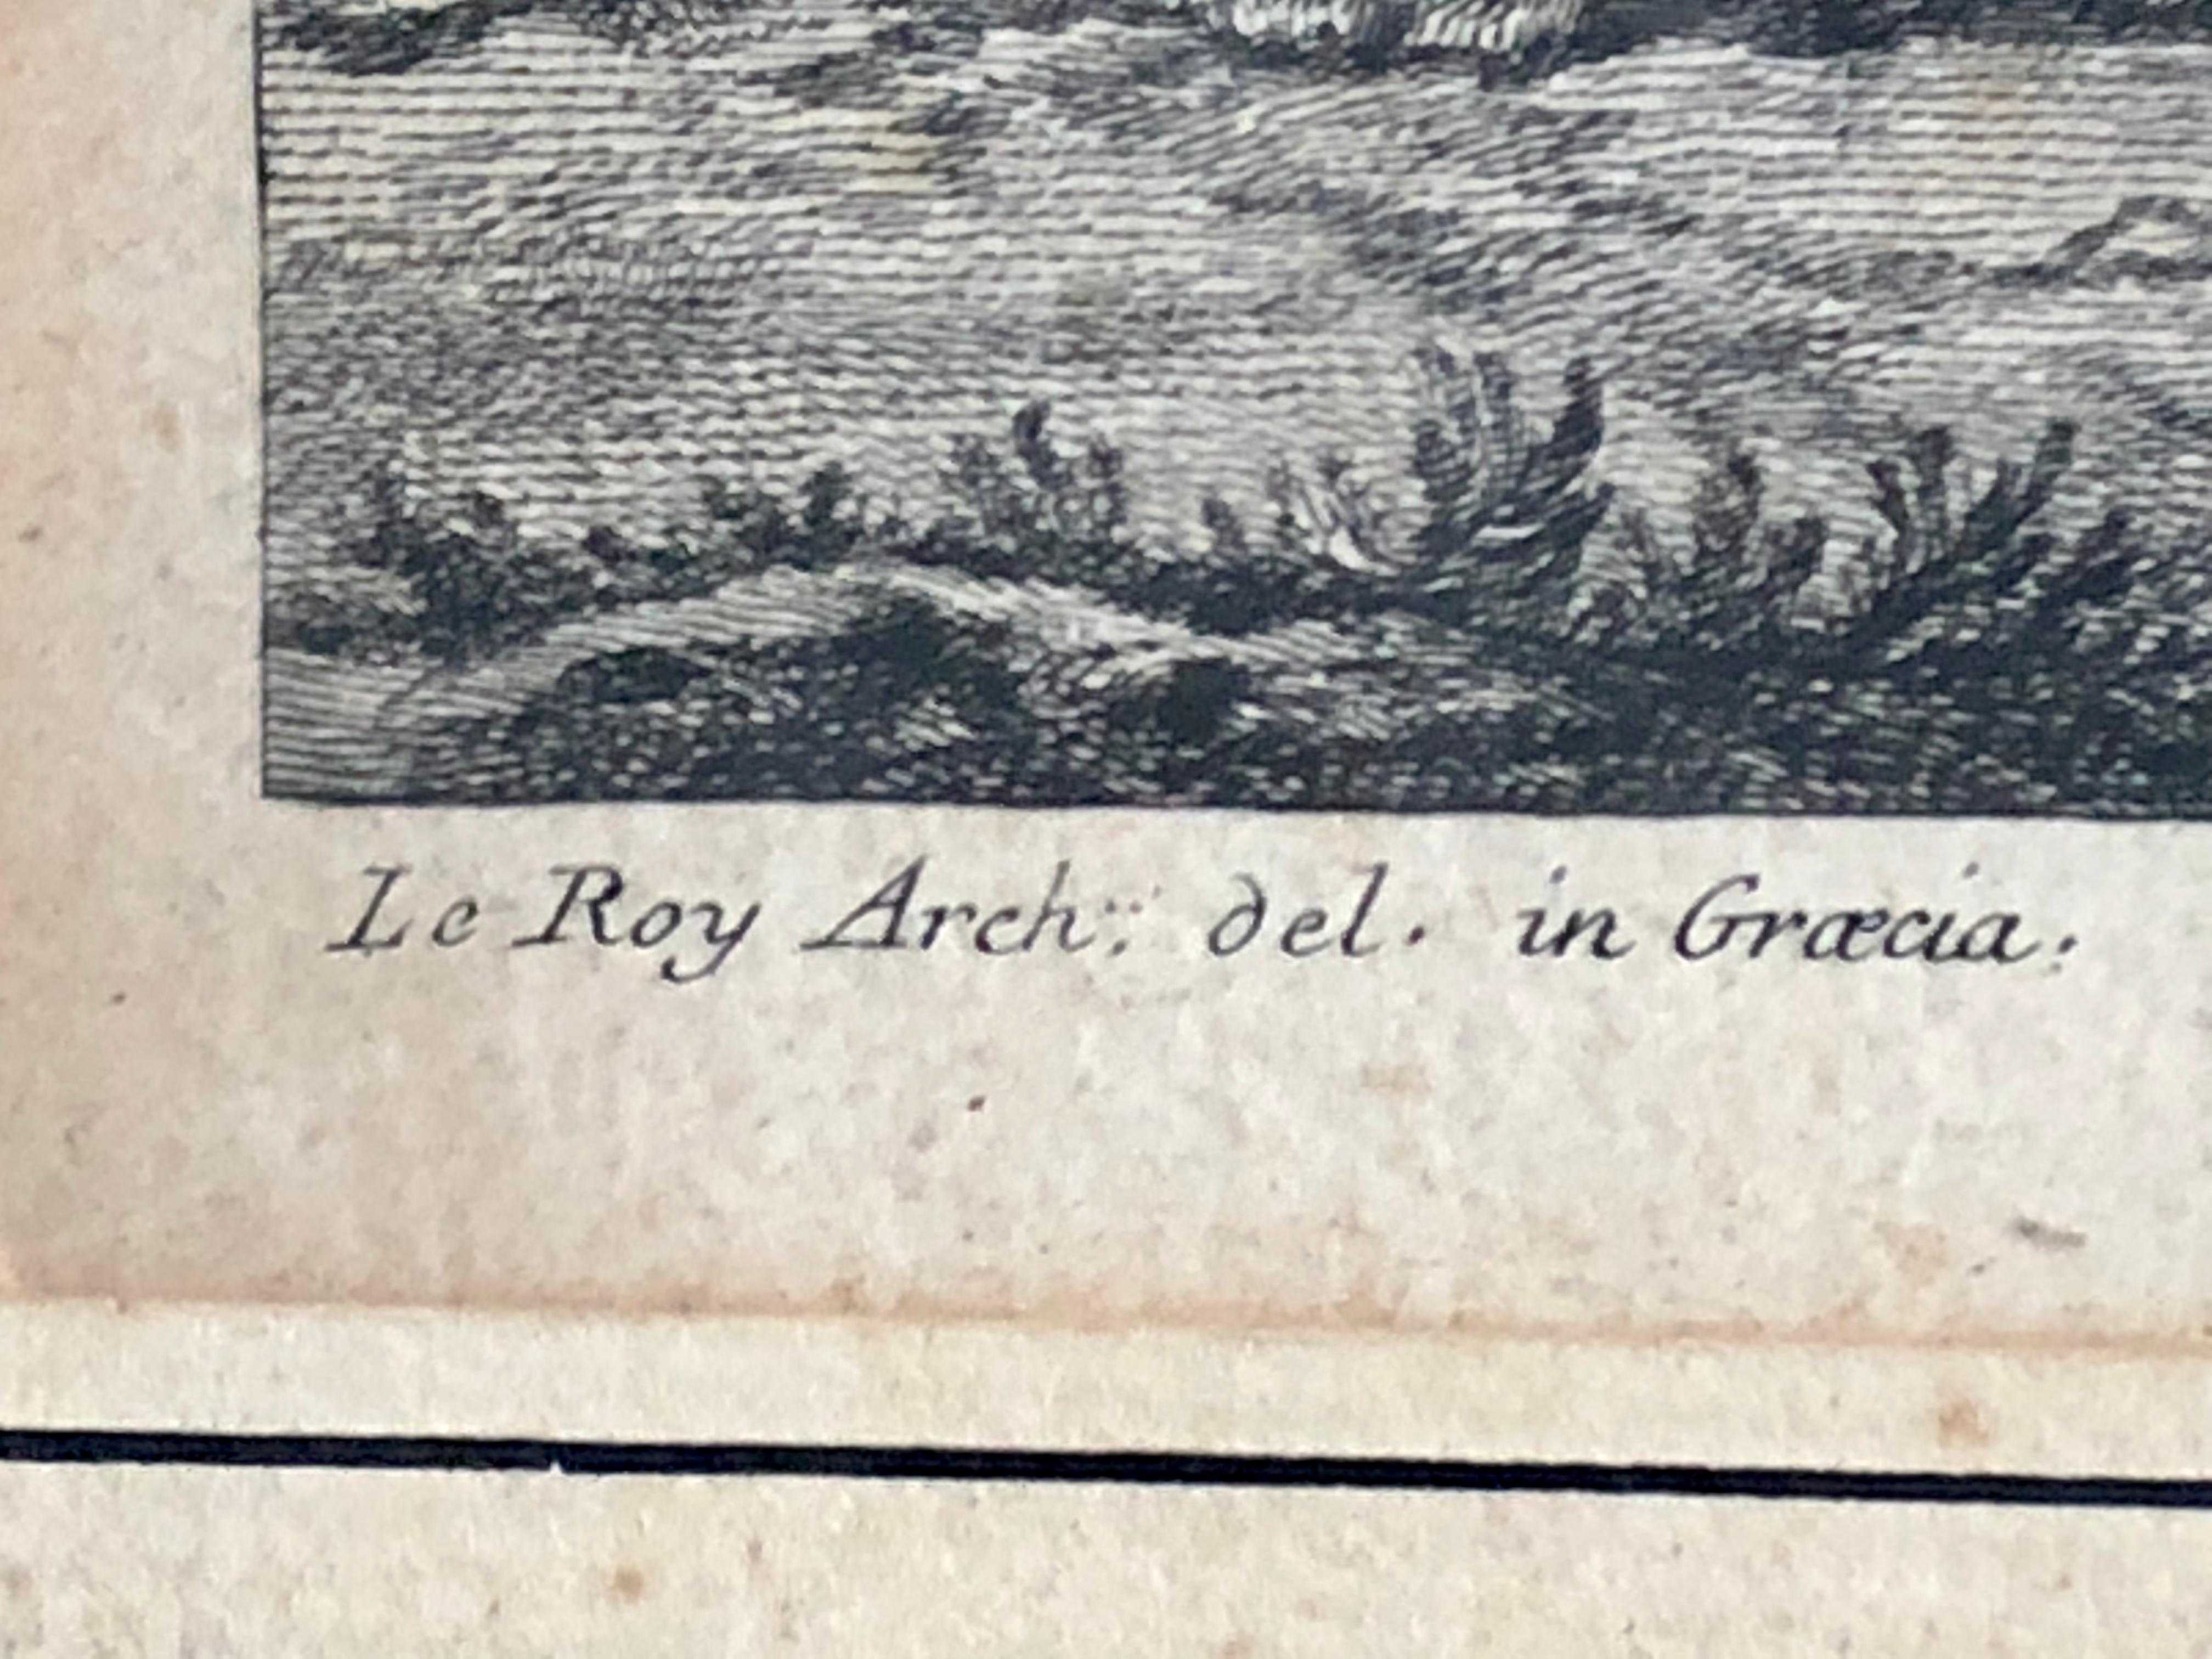 Le Roy Arch: del. in Græcia.